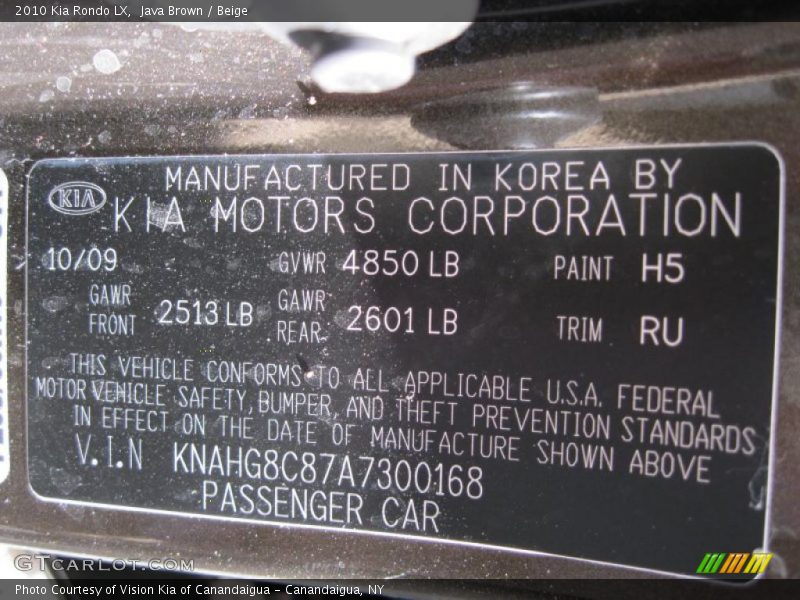 2010 Kia Rondo LX,  Java Brown / Beige
MANUFACTURED IN KOREA BY
KIA KIA MOTORS CORPORATION
10/09 GVWR 4850 LB PAINT H5
GAWR FRONT 2513 LB GAWR REAR 2601 LB TRIM RU
THIS VEHICLE CONFORMS TO ALL APPLICABLE U.S.A. FEDERAL
MOTOR VEHICLE SAFETY, BUMPER, AND THEFT PREVENTION STANDARDS
IN EFFECT ON THE DATE OF MANUFACTURE SHOWN ABOVE
V.I.N KNAHG8C87A7300168
PASSENGER CAR
GTCARLOT.COM
Photo Courtesy of Vision Kia of Canandaigua - Canandaigua, NY